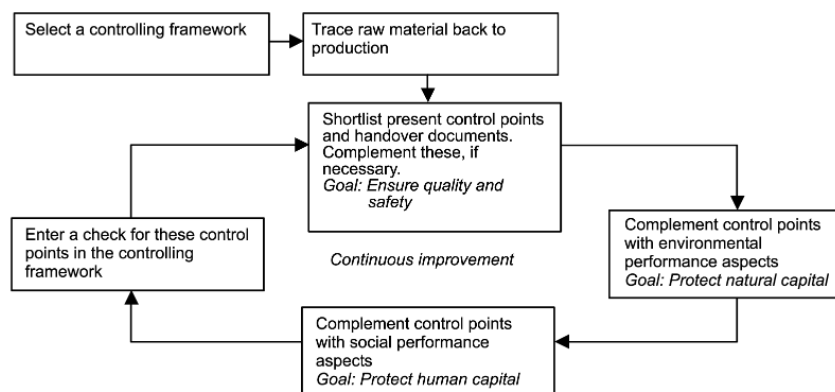 Select a controlling framework
Trace raw material back to
production
Shortlist present control points
and handover documents.
Complement these, if
necessary.
Goal: Ensure quality and
safety
Complement control points
with environmental
performance aspects
Goal: Protect natural capital
Enter a check for these control
points in the controlling
framework
Continuous improvement
Complement control points
with social performance
aspects
Goal: Protect human capital